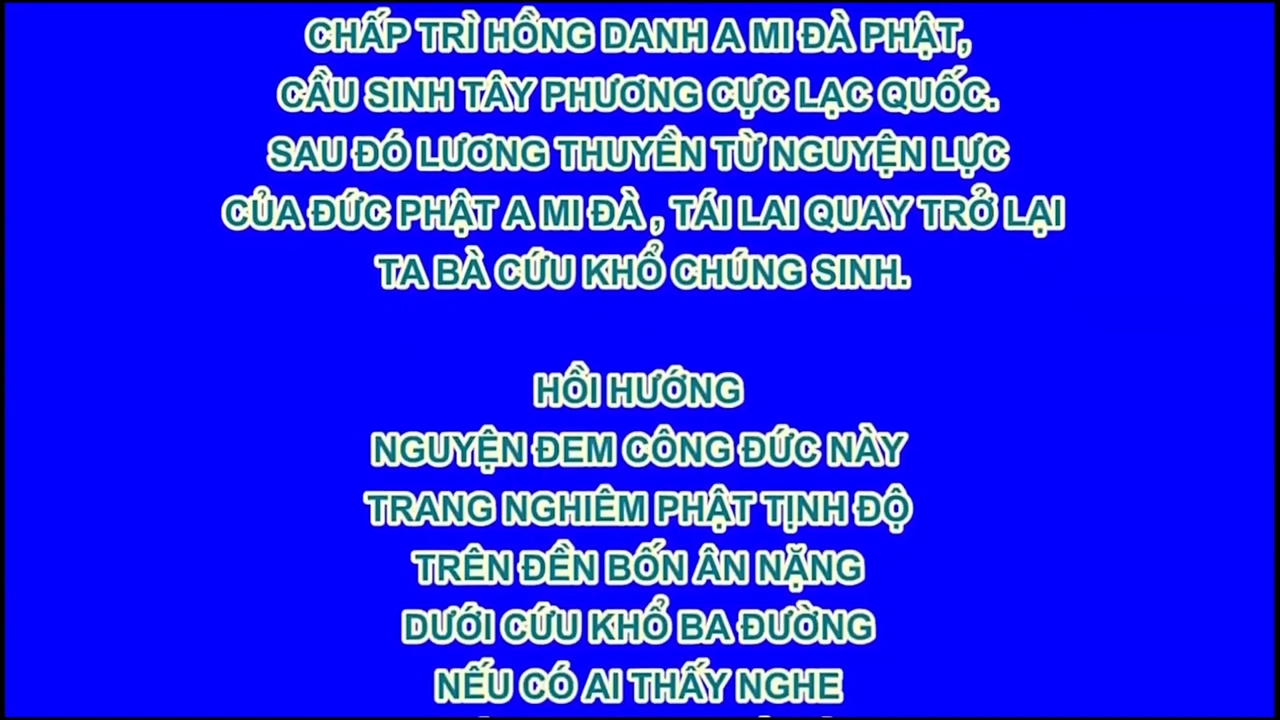 CHẤP TRÌ HỒNG DANH A MI ĐÀ PHẬT,
CẦU SINH TÂY PHƯƠNG CỰC LẠC QUỐC.
SAU ĐÓ LƯƠNG THUYỀN TỪ NGUYỆN LỰC
CỦA ĐỨC PHẬT A MI ĐÀ , TÁI LAI QUAY TRỞ LẠI
TA BÀ CỨU KHỔ CHÚNG SINH.
HỒI HƯỚNG
NGUYỆN ĐEM CÔNG ĐỨC NÀY
TRANG NGHIÊM PHẬT TỊNH ĐỘ
TRÊN ĐỀN BỐN ÂN NẶNG
DƯỚI CỨU KHỔ BA ĐƯỜNG
NẾU CÓ AI THẤY NGHE